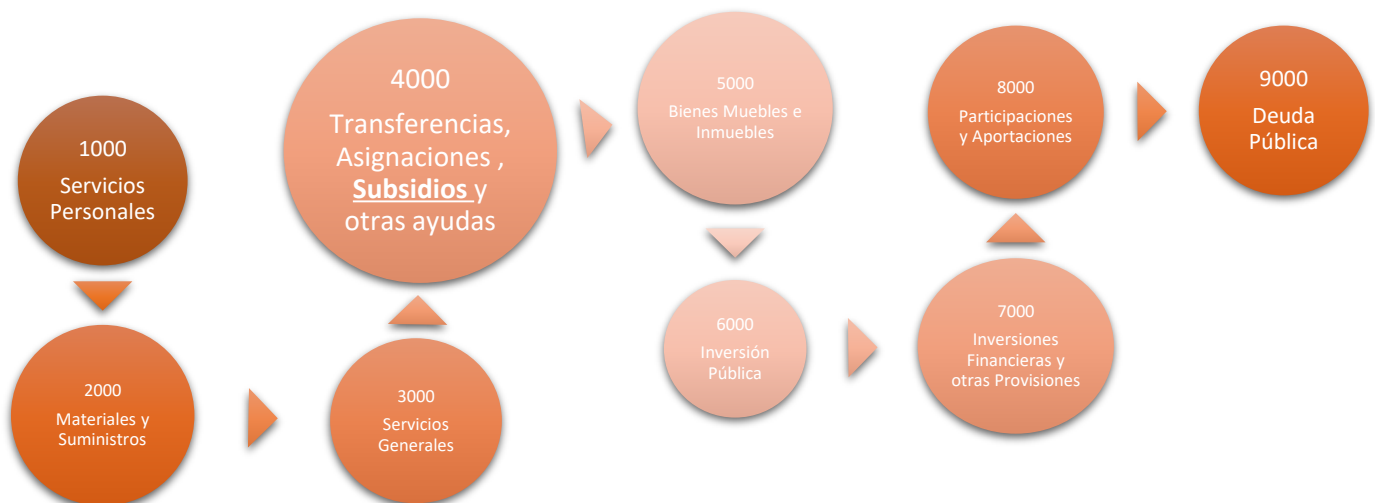 1000
Servicios
Personales
2000
Materiales y
Suministros
3000
Servicios
Generales
4000
Transferencias,
Asignaciones ,
Subsidios y
otras ayudas
5000
Bienes Muebles e
Inmuebles
6000
Inversión
Pública
7000
Inversiones
Financieras y
otras Provisiones
8000
Participaciones
y Aportaciones
9000
Deuda
Pública